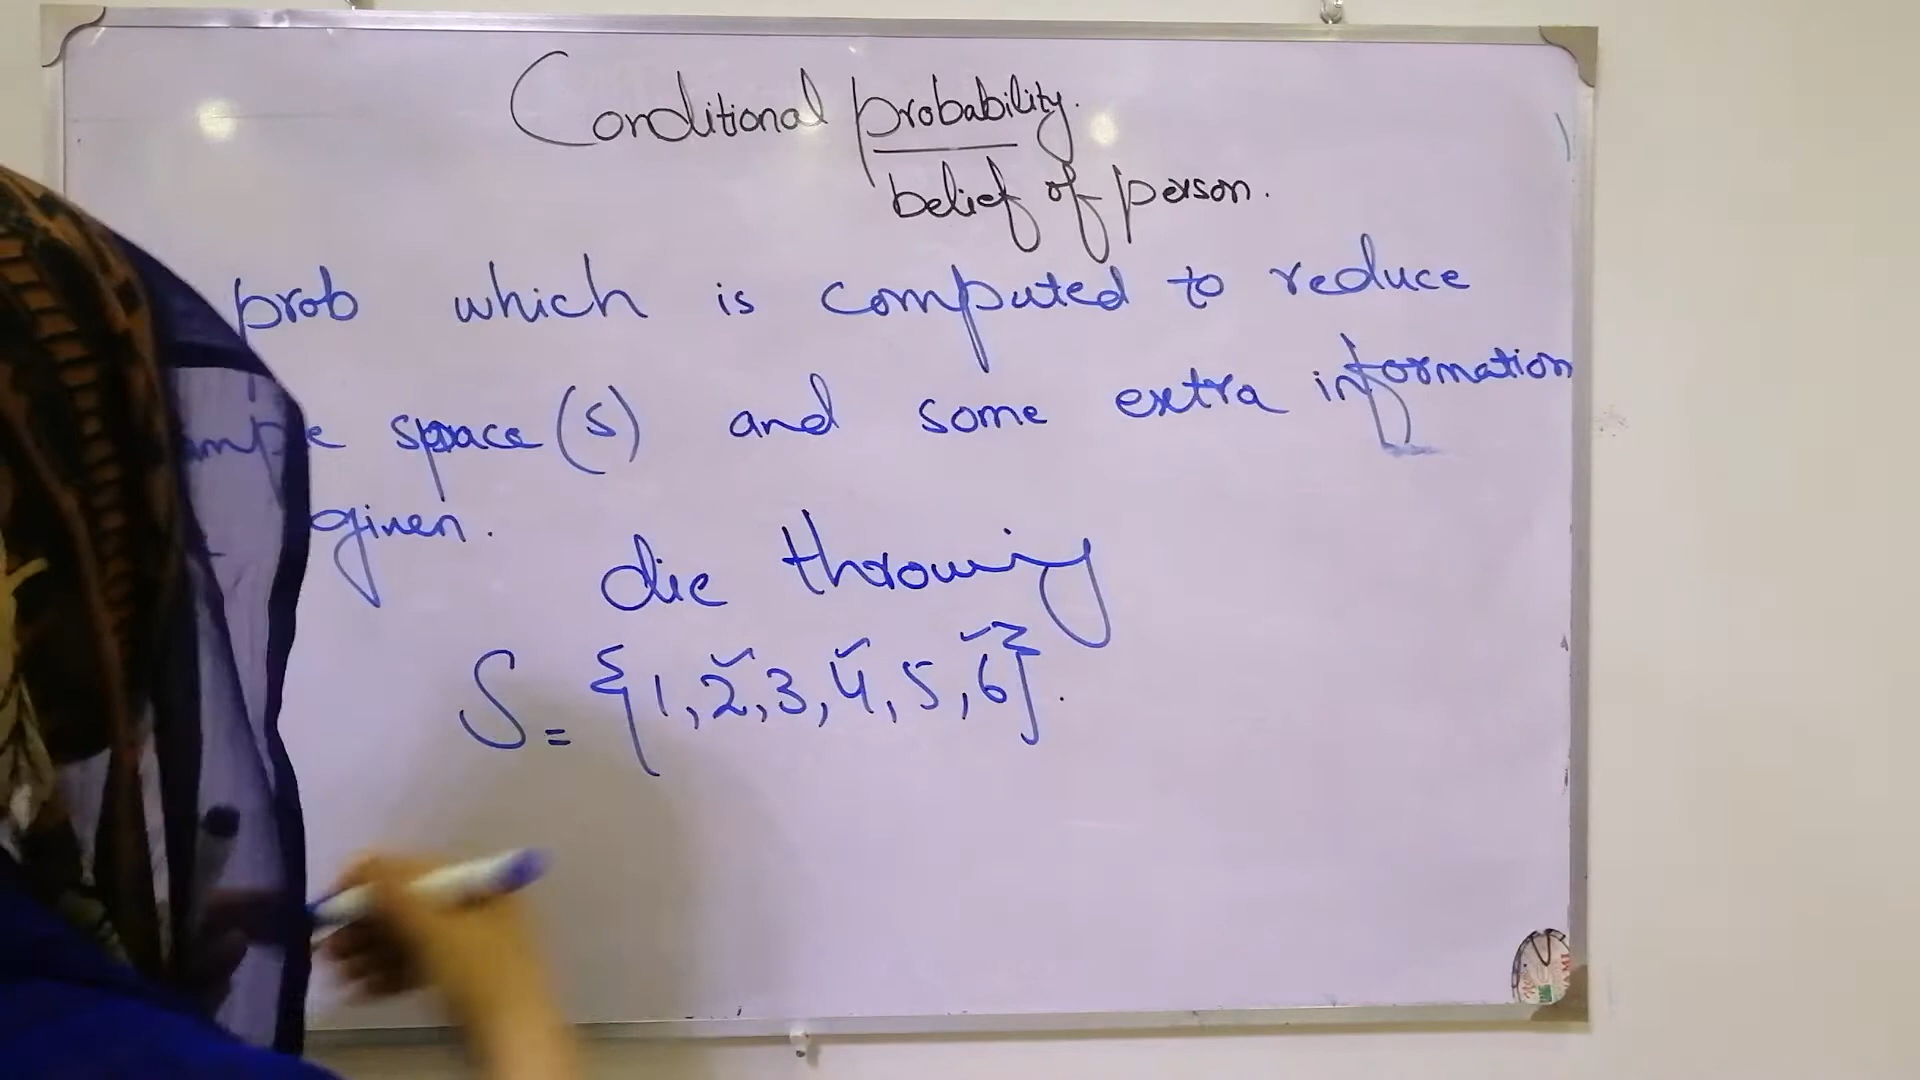 Conditional probability.
belief of person.
prob which is computed to reduce
space (S) and some extra information
given.
die throwing
S = {1, 2, 3, 4, 5, 6}.